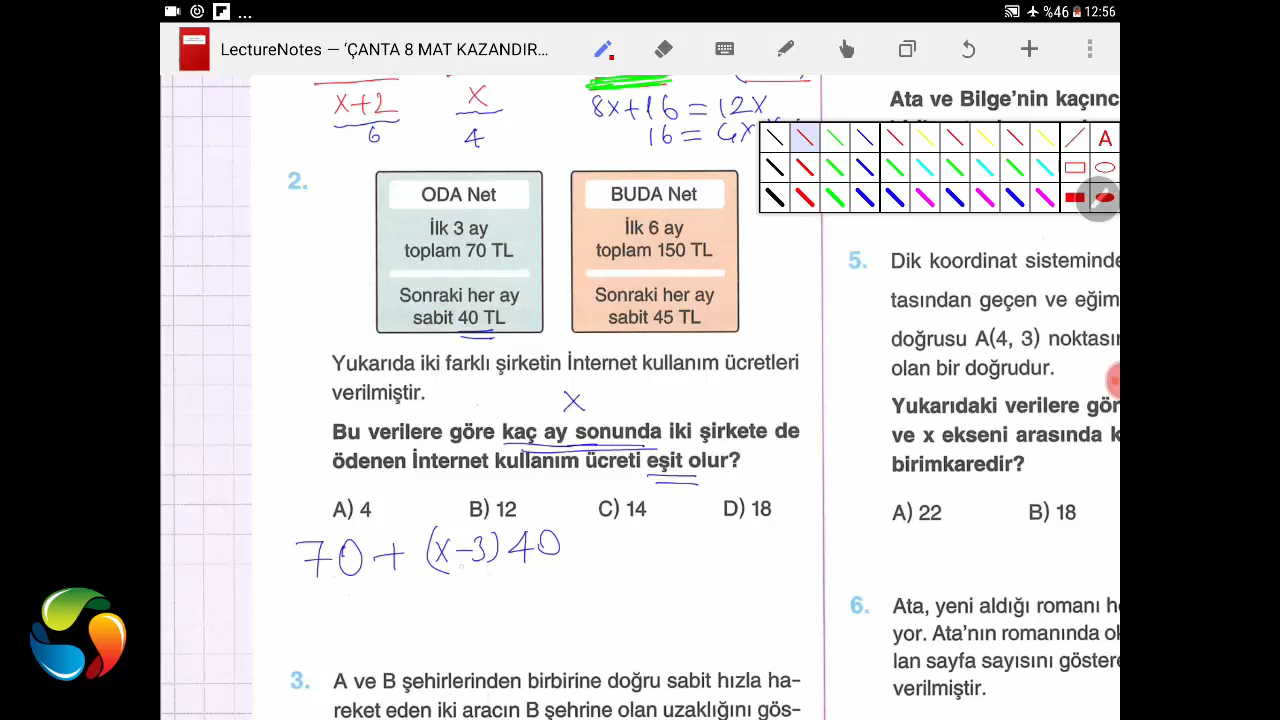 ... %46 12:56
LectureNotes — 'ÇANTA 8 MAT KAZANDIR...
x+2
6
x
4
8x+16 = 12x
16 = 4x
A
2.
ODA Net
İlk 3 ay
toplam 70 TL
Sonraki her ay
sabit 40 TL
BUDA Net
İlk 6 ay
toplam 150 TL
Sonraki her ay
sabit 45 TL
Yukarıda iki farklı şirketin İnternet kullanım ücretleri
verilmiştir.
x
Bu verilere göre kaç ay sonunda iki şirkete de
ödenen İnternet kullanım ücreti eşit olur?
A) 4 B) 12 C) 14 D) 18
70 + (x-3) 40
3. A ve B şehirlerinden birbirine doğru sabit hızla ha-
reket eden iki aracın B şehrine olan uzaklığını gös-
Ata ve Bilge'nin kaçınc
5. Dik koordinat sisteminde
tasından geçen ve eğim
doğrusu A(4, 3) noktasır
olan bir doğrudur.
Yukarıdaki verilere gör
ve x ekseni arasında k
birimkaredir?
A) 22 B) 18
6. Ata, yeni aldığı romanı he
yor. Ata'nın romanında ok
lan sayfa sayısını göstere
verilmiştir.